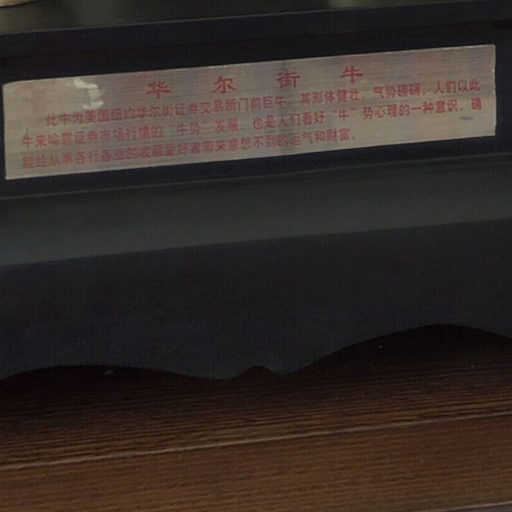 华尔街牛
此牛为美国纽约华尔街证券交易所门前巨牛，其形体健壮，气势磅礴，人们以此
牛来喻意证券市场行情的“牛势”发展，也是人们看好“牛”势心理的一种意识，确
能给从事各行各业的收藏爱好者带来意想不到的运气和财富。